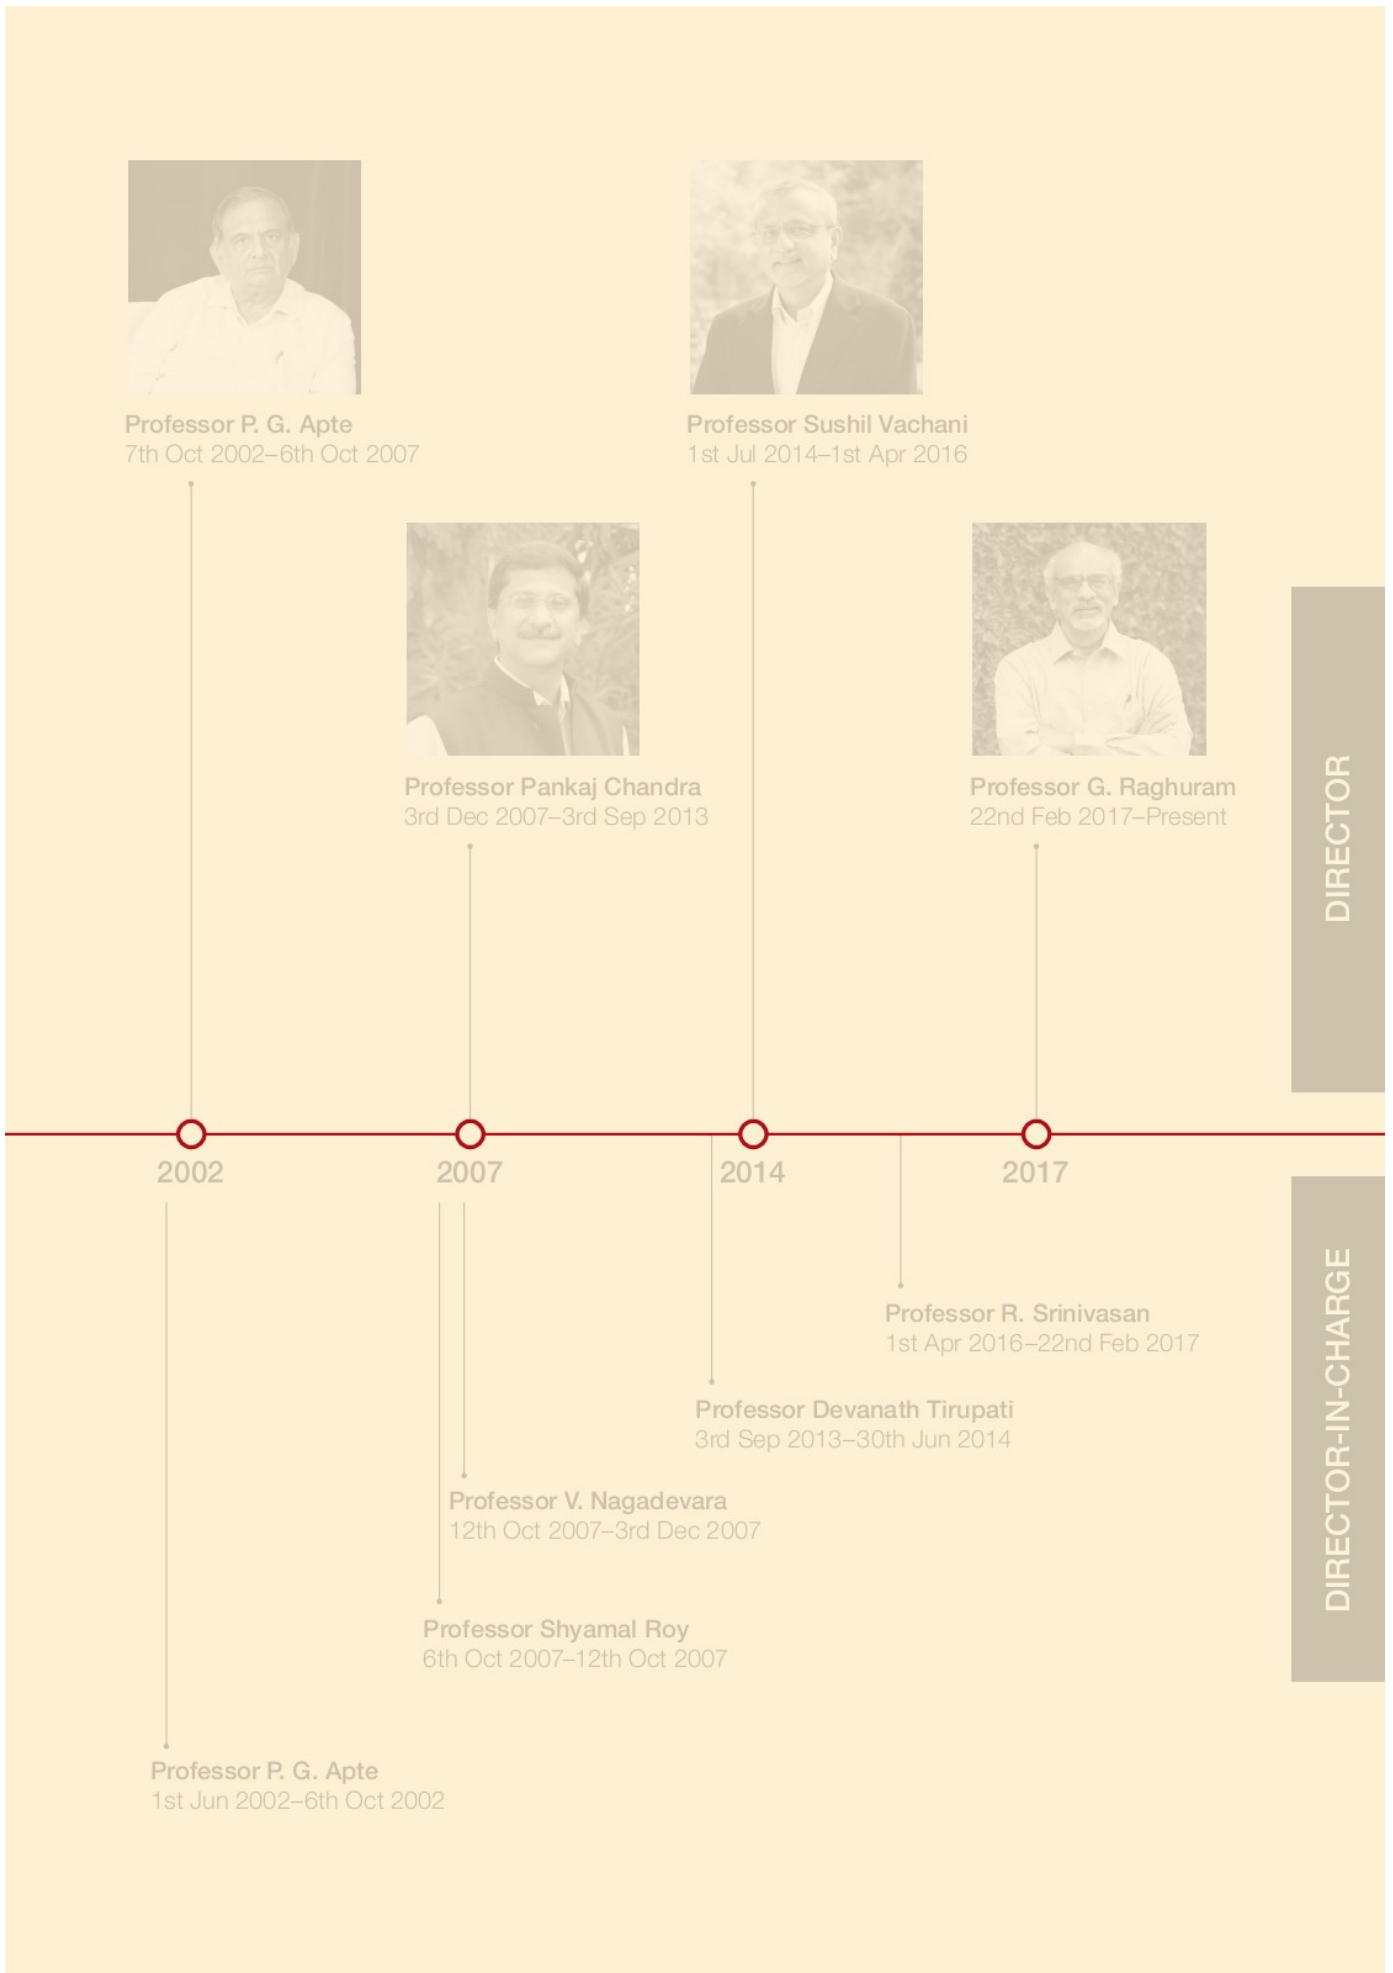 Professor P. G. Apte
7th Oct 2002–6th Oct 2007
Professor Sushil Vachani
1st Jul 2014–1st Apr 2016
Professor Pankaj Chandra
3rd Dec 2007–3rd Sep 2013
Professor G. Raghuram
22nd Feb 2017–Present
DIRECTOR
2002
2007
2014
2017
DIRECTOR-IN-CHARGE
Professor R. Srinivasan
1st Apr 2016–22nd Feb 2017
Professor Devanath Tirupati
3rd Sep 2013–30th Jun 2014
Professor V. Nagadevara
12th Oct 2007–3rd Dec 2007
Professor Shyamal Roy
6th Oct 2007–12th Oct 2007
Professor P. G. Apte
1st Jun 2002–6th Oct 2002